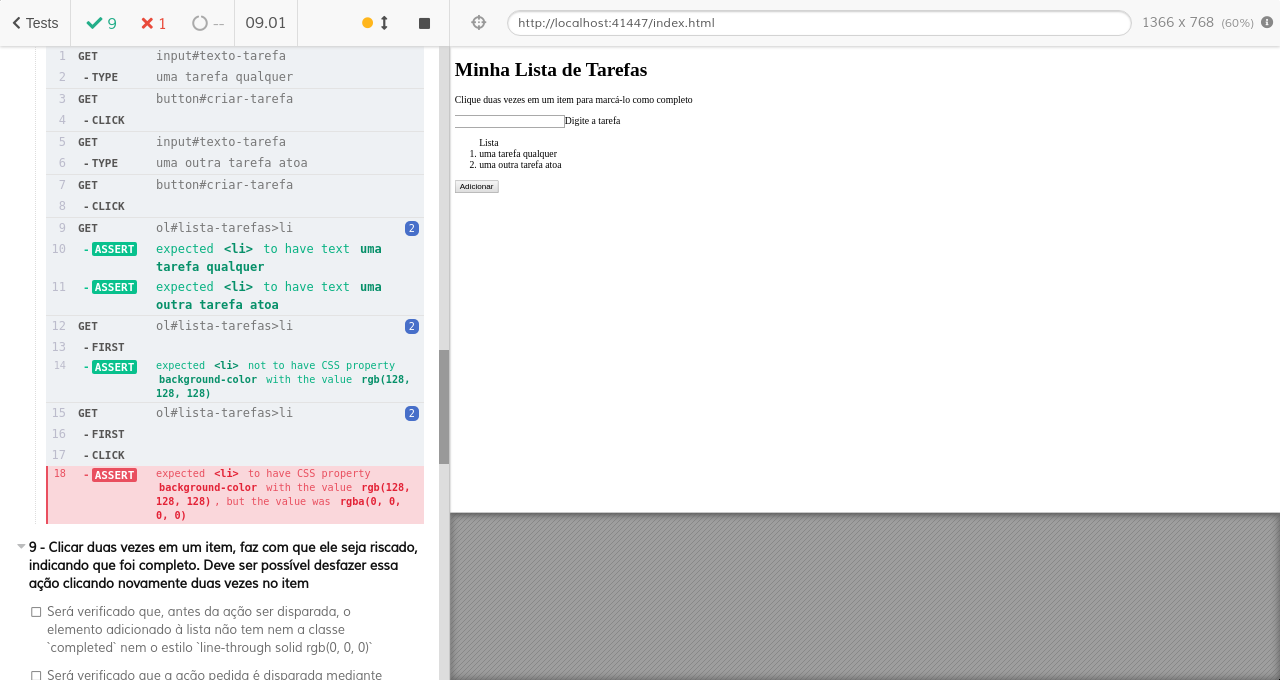 Tests 9 1 -- 09.01 http://localhost:41447/index.html 1366 x 768 (60%)
1 GET input#texto-tarefa
2 - TYPE uma tarefa qualquer
3 GET button#criar-tarefa
4 - CLICK
5 GET input#texto-tarefa
6 - TYPE uma outra tarefa atoa
7 GET button#criar-tarefa
8 - CLICK
9 GET ol#lista-tarefas>li 2
10 - ASSERT expected <li> to have text uma
tarefa qualquer
11 - ASSERT expected <li> to have text uma
outra tarefa atoa
12 GET ol#lista-tarefas>li 2
13 - FIRST
14 - ASSERT expected <li> not to have CSS property
background-color with the value rgb(128,
128, 128)
15 GET ol#lista-tarefas>li 2
16 - FIRST
17 - CLICK
18 - ASSERT expected <li> to have CSS property
background-color with the value rgb(128,
128, 128), but the value was rgba(0, 0,
0, 0)
9 - Clicar duas vezes em um item, faz com que ele seja riscado,
indicando que foi completo. Deve ser possível desfazer essa
ação clicando novamente duas vezes no item
Será verificado que, antes da ação ser disparada, o
elemento adicionado à lista não tem nem a classe
`completed` nem o estilo `line-through solid rgb(0, 0, 0)`
Será verificado que a ação pedida é disparada mediante
Minha Lista de Tarefas
Clique duas vezes em um item para marcá-lo como completo
Digite a tarefa
Lista
1. uma tarefa qualquer
2. uma outra tarefa atoa
Adicionar